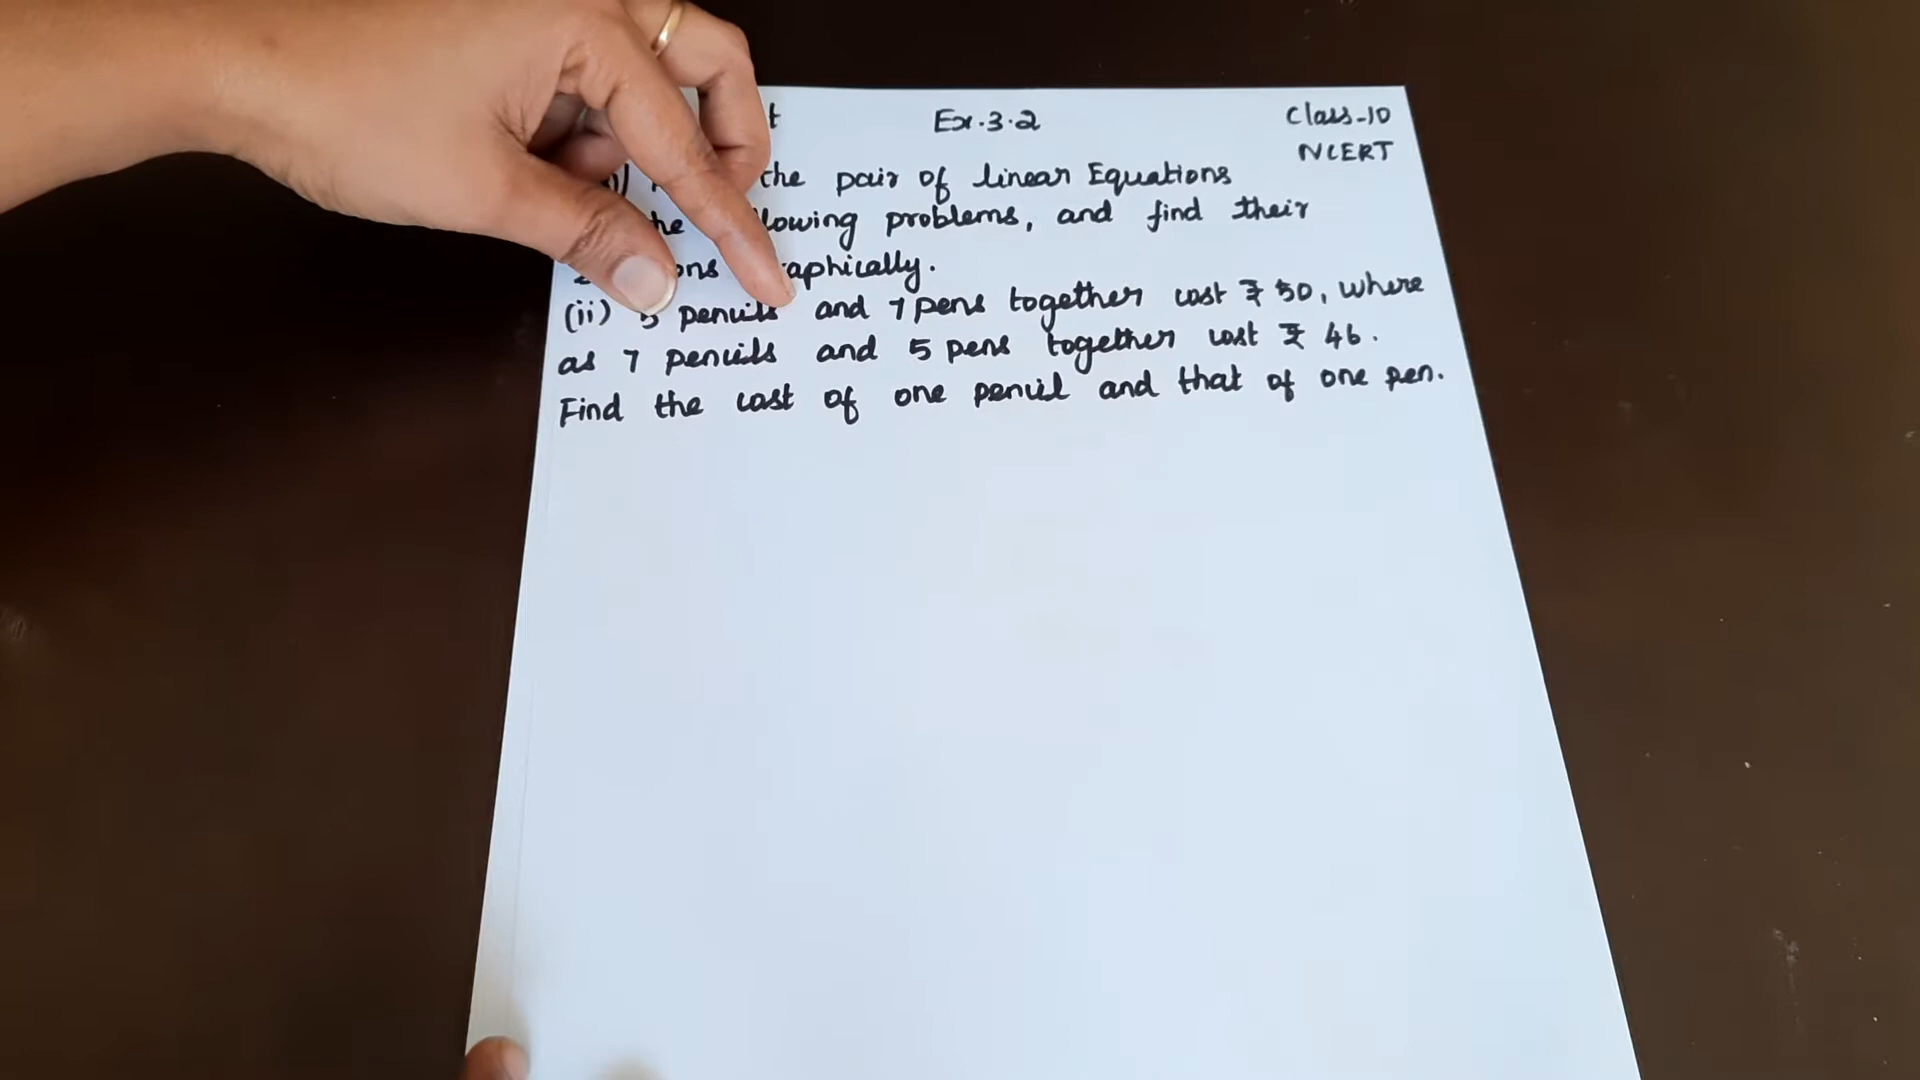 Ex.3.2 Class-10
NCERT
the pair of linear Equations
problems, and find their
(ii) 5 pencils and 7 pens together cost ₹ 50, where
as 7 pencils and 5 pens together cost ₹ 46.
Find the cost of one pencil and that of one pen.